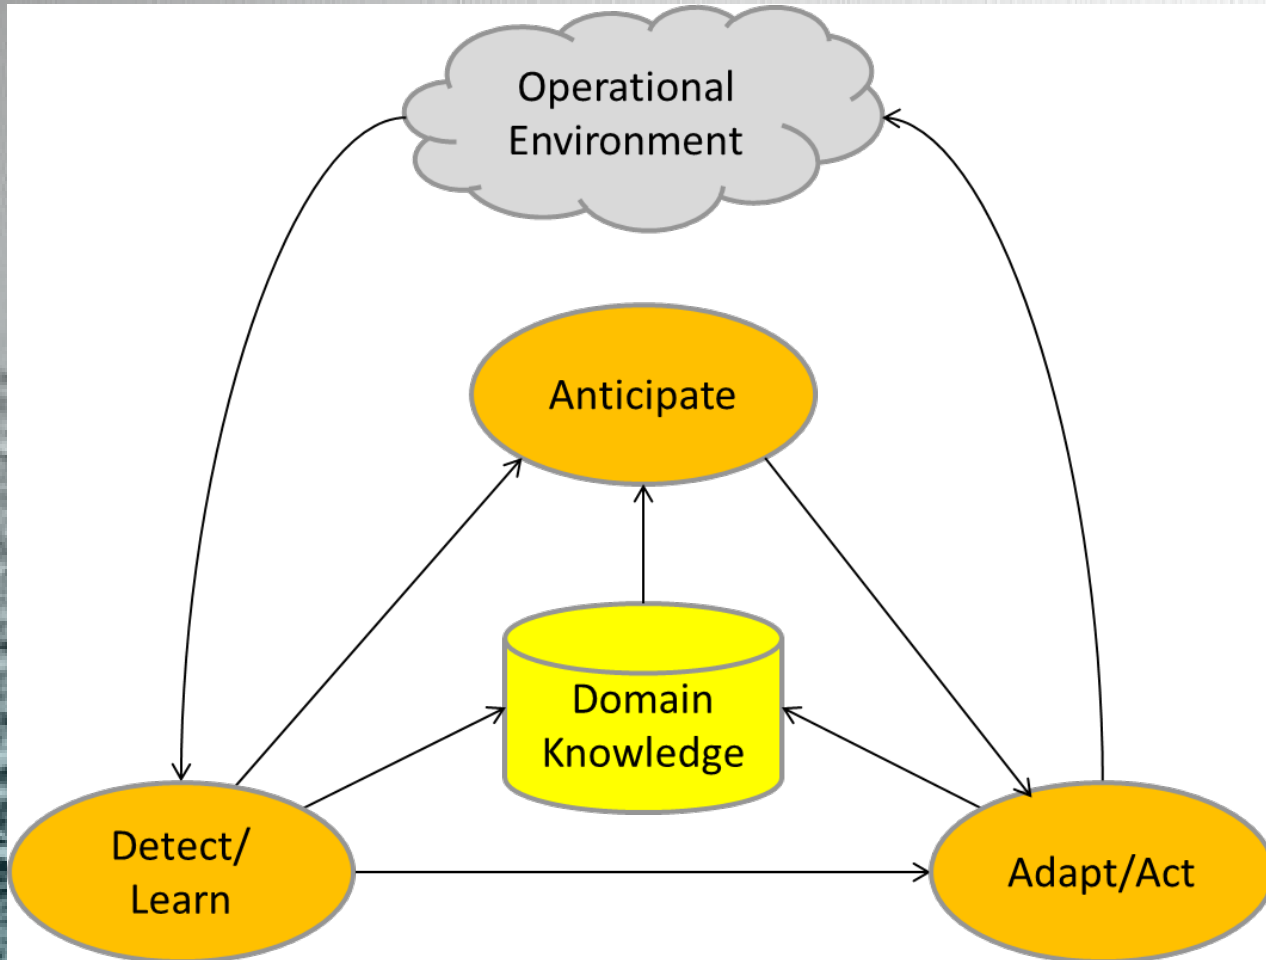 Operational
Environment
Anticipate
Domain
Knowledge
Detect/
Learn
Adapt/Act